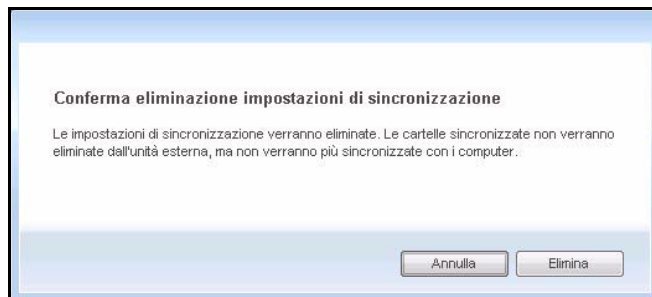 Conferma eliminazione impostazioni di sincronizzazione
Le impostazioni di sincronizzazione verranno eliminate. Le cartelle sincronizzate non verranno
eliminate dall'unità esterna, ma non verranno più sincronizzate con i computer.
Annulla Elimina